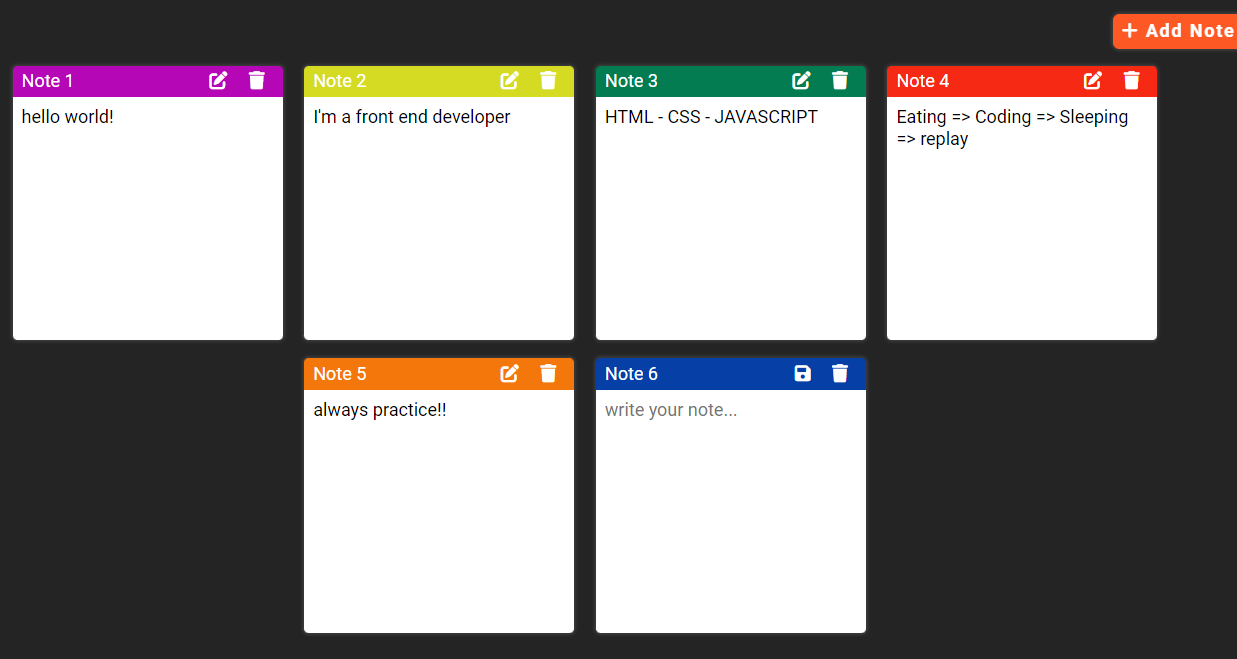 + Add Note
Note 1
hello world!
Note 2
I'm a front end developer
Note 3
HTML - CSS - JAVASCRIPT
Note 4
Eating => Coding => Sleeping
=> replay
Note 5
always practice!!
Note 6
write your note...